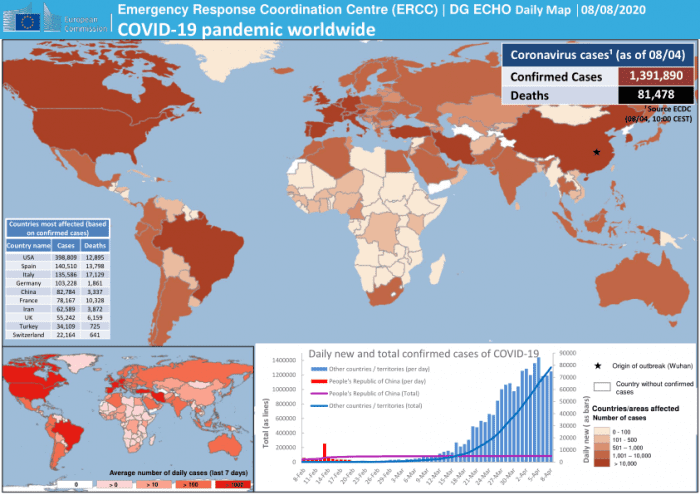 European
Commission
Emergency Response Coordination Centre (ERCC) | DG ECHO Daily Map | 08/08/2020
COVID-19 pandemic worldwide
Coronavirus cases¹ (as of 08/04)
Confirmed Cases 1,391,890
Deaths 81,478
¹Source ECDC
(08/04, 10:00 CEST)
Countries most affected (based
on confirmed cases)
Country name Cases Deaths
USA 398,809 12,895
Spain 140,510 13,798
Italy 135,586 17,129
Germany 103,228 1,861
China 82,784 3,337
France 78,167 10,328
Iran 62,589 3,872
UK 55,242 6,159
Turkey 34,109 725
Switzerland 22,164 641
Average number of daily cases (last 7 days)
0 > 0 > 10 > 100
Daily new and total confirmed cases of COVID-19
Other countries / territories (per day)
People's Republic of China (per day)
People's Republic of China (Total)
Other countries / territories (total)
Total (as lines)
1400000
1200000
1000000
800000
600000
400000
200000
0
90000
80000
70000
60000
50000
40000
30000
20000
10000
0
Daily new ( as bars)
8-Feb 11-Feb 14-Feb 17-Feb 20-Feb 23-Feb 26-Feb 29-Feb 3-Mar 6-Mar 9-Mar 12-Mar 15-Mar 18-Mar 21-Mar 24-Mar 27-Mar 30-Mar 2-Apr 5-Apr 8-Apr
Origin of outbreak (Wuhan)
Country without confirmed
cases
Countries/areas affected
Number of cases
0 - 100
101 - 500
501 – 1,000
1,001 – 10,000
> 10,000